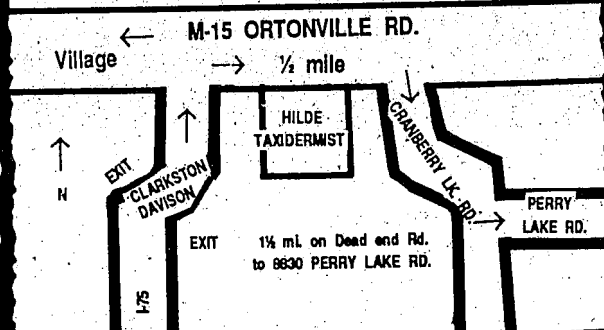 M-15 ORTONVILLE RD.
Village
½ mile
HILDE
TAXIDERMIST
CRANBERRY LK. RD.
N
EXIT
CLARKSTON
DAVISON
PERRY
LAKE RD.
EXIT
1½ mi. on Dead end Rd.
to 8830 PERRY LAKE RD.
I-75